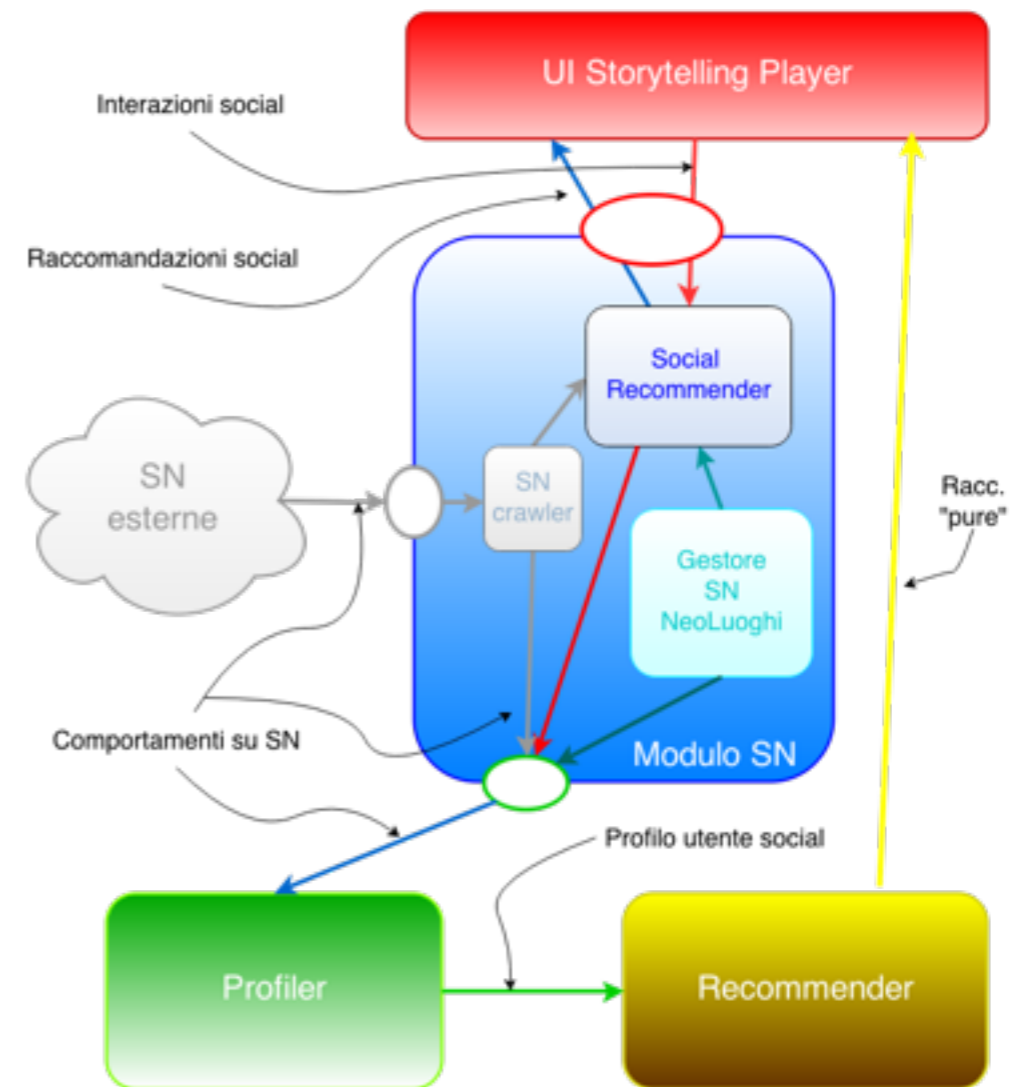 UI Storytelling Player
Interazioni social
Raccomandazioni social
Social
Recommender
SN
esterne
SN
crawler
Racc.
"pure"
Gestore
SN
NeoLuoghi
Comportamenti su SN
Modulo SN
Profilo utente social
Profiler
Recommender